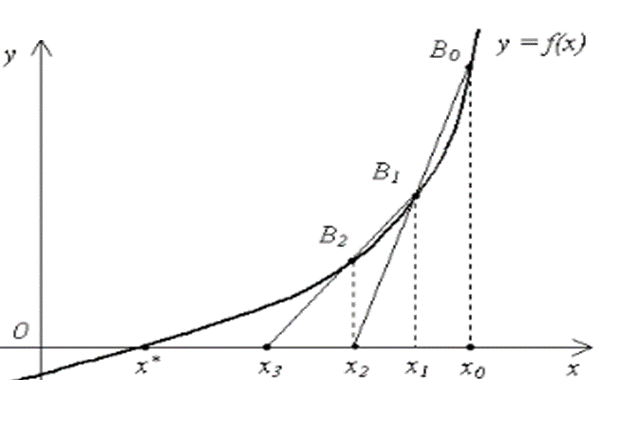 y
B₀
y = f(x)
B₁
B₂
O
x*
x₃
x₂
x₁
x₀
x